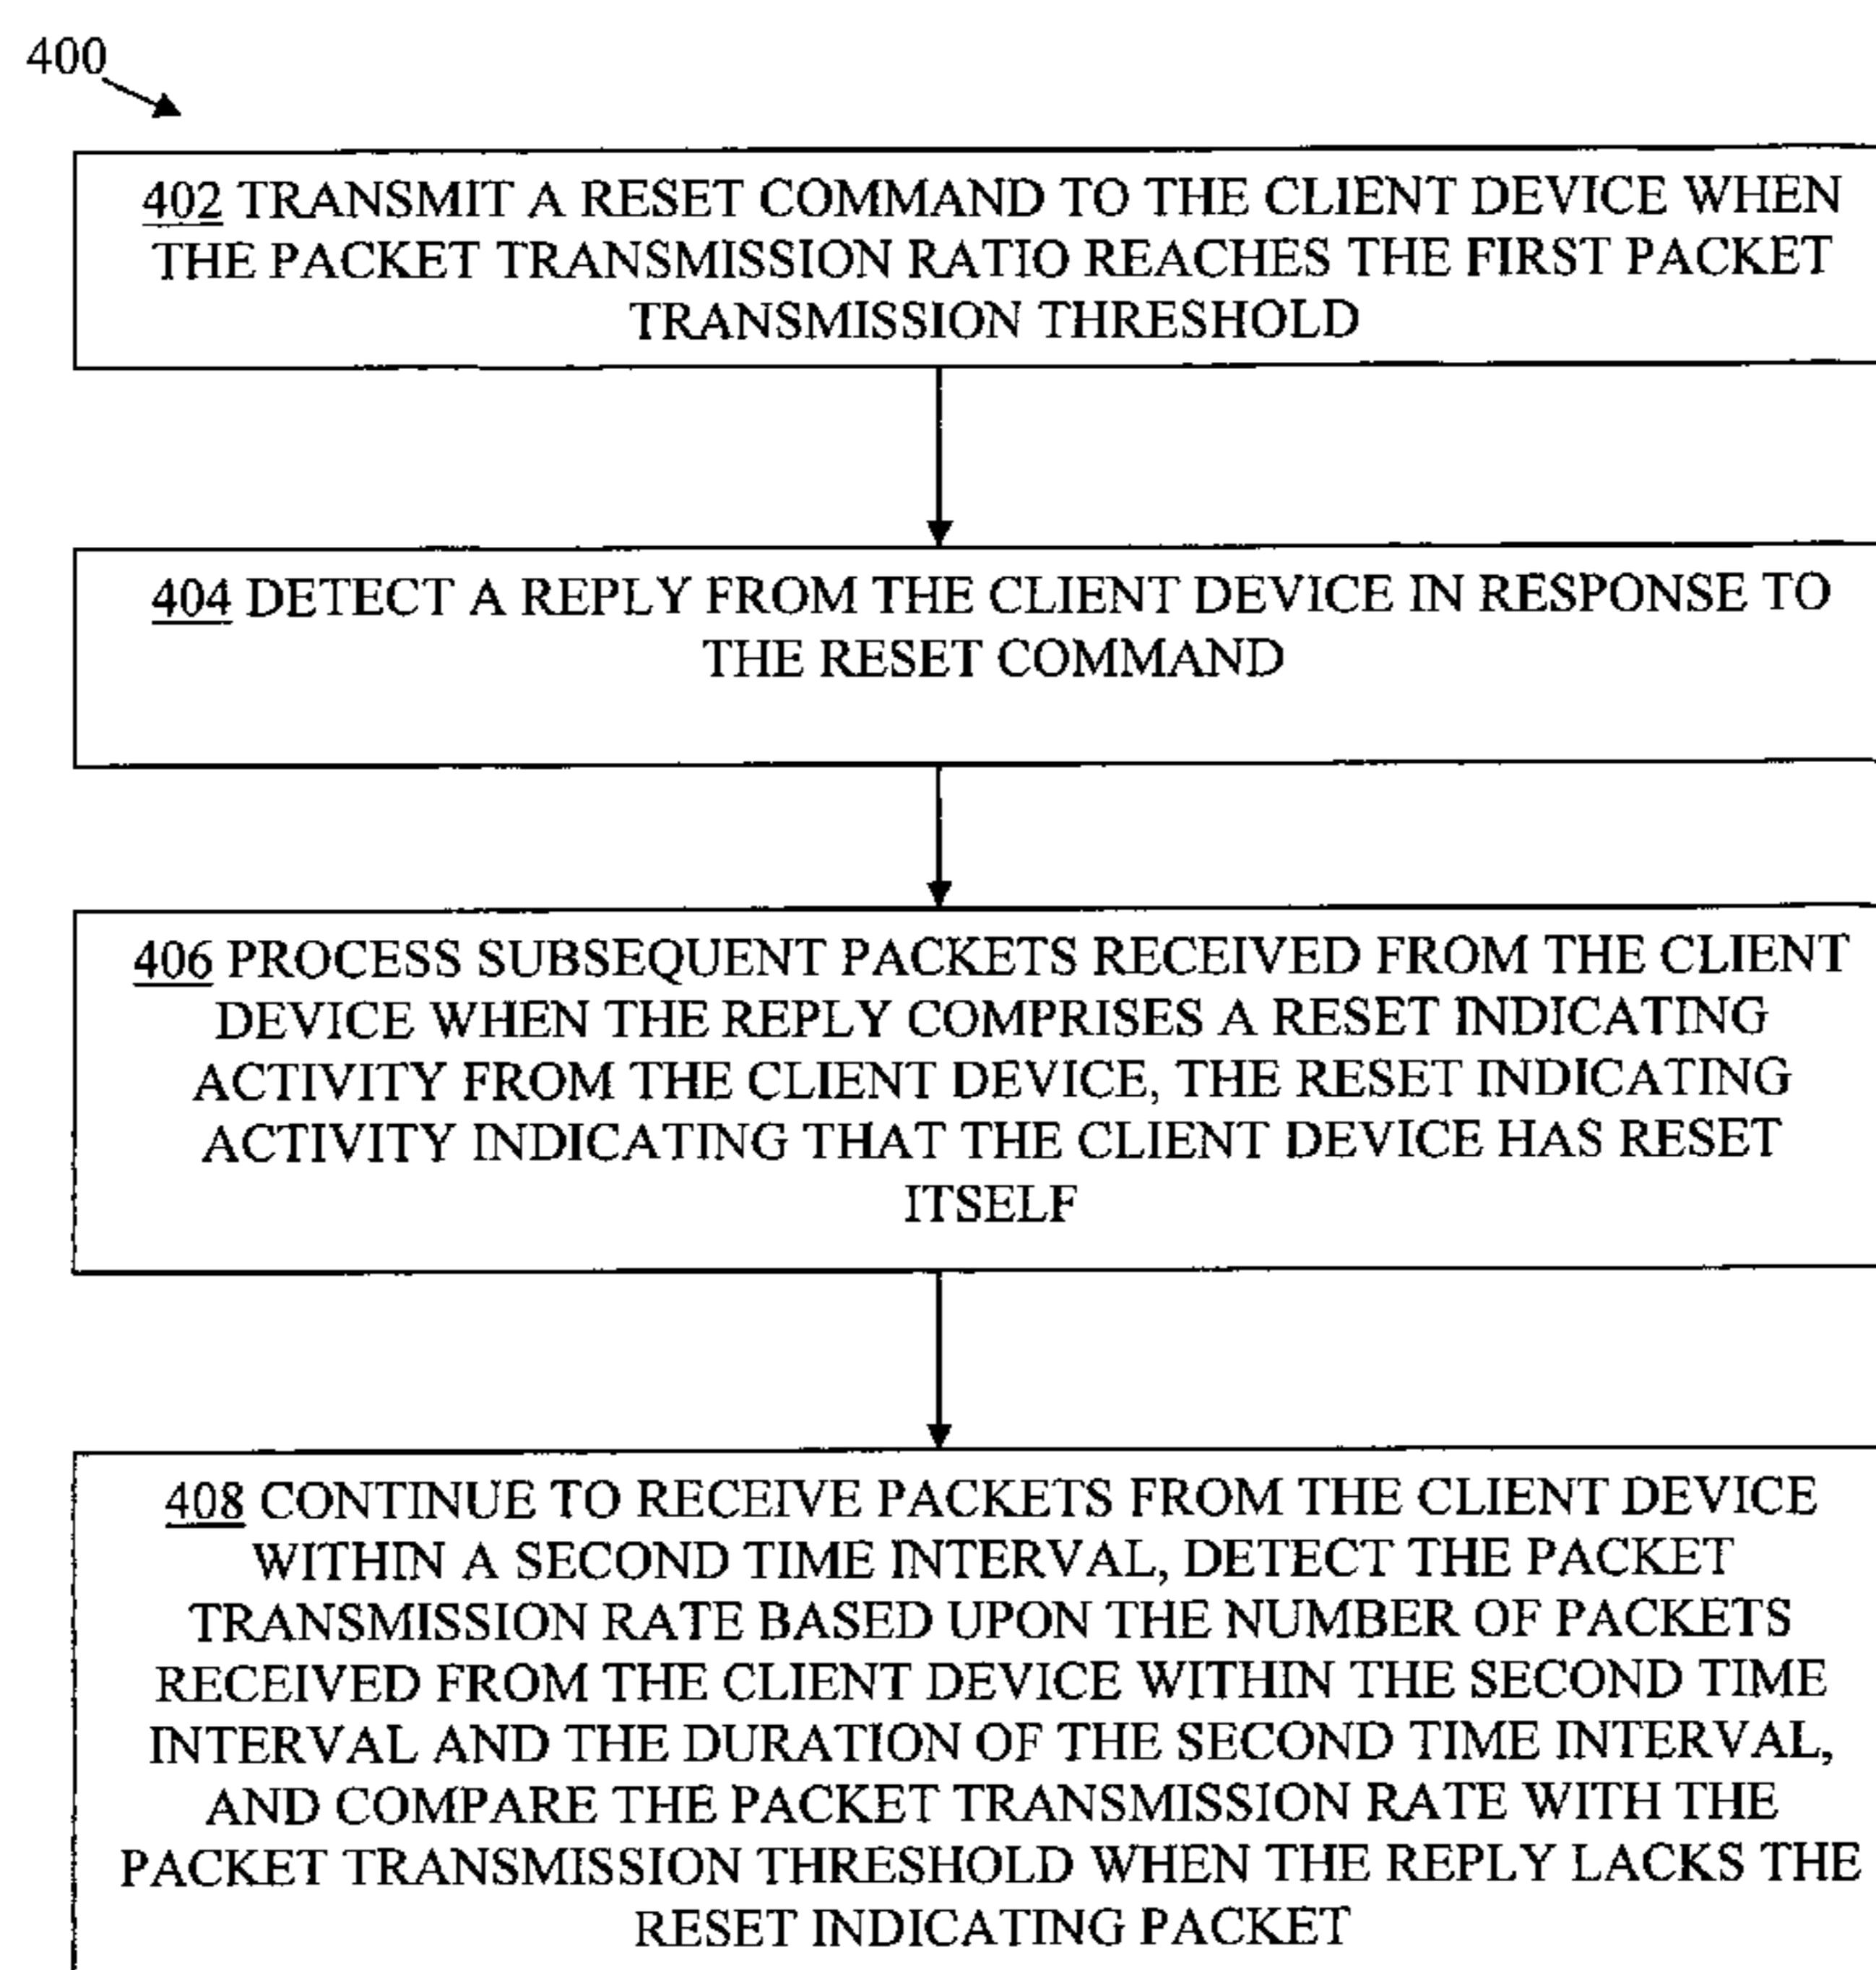 400
402 TRANSMIT A RESET COMMAND TO THE CLIENT DEVICE WHEN
THE PACKET TRANSMISSION RATIO REACHES THE FIRST PACKET
TRANSMISSION THRESHOLD
404 DETECT A REPLY FROM THE CLIENT DEVICE IN RESPONSE TO
THE RESET COMMAND
406 PROCESS SUBSEQUENT PACKETS RECEIVED FROM THE CLIENT
DEVICE WHEN THE REPLY COMPRISES A RESET INDICATING
ACTIVITY FROM THE CLIENT DEVICE, THE RESET INDICATING
ACTIVITY INDICATING THAT THE CLIENT DEVICE HAS RESET
ITSELF
408 CONTINUE TO RECEIVE PACKETS FROM THE CLIENT DEVICE
WITHIN A SECOND TIME INTERVAL, DETECT THE PACKET
TRANSMISSION RATE BASED UPON THE NUMBER OF PACKETS
RECEIVED FROM THE CLIENT DEVICE WITHIN THE SECOND TIME
INTERVAL AND THE DURATION OF THE SECOND TIME INTERVAL,
AND COMPARE THE PACKET TRANSMISSION RATE WITH THE
PACKET TRANSMISSION THRESHOLD WHEN THE REPLY LACKS THE
RESET INDICATING PACKET